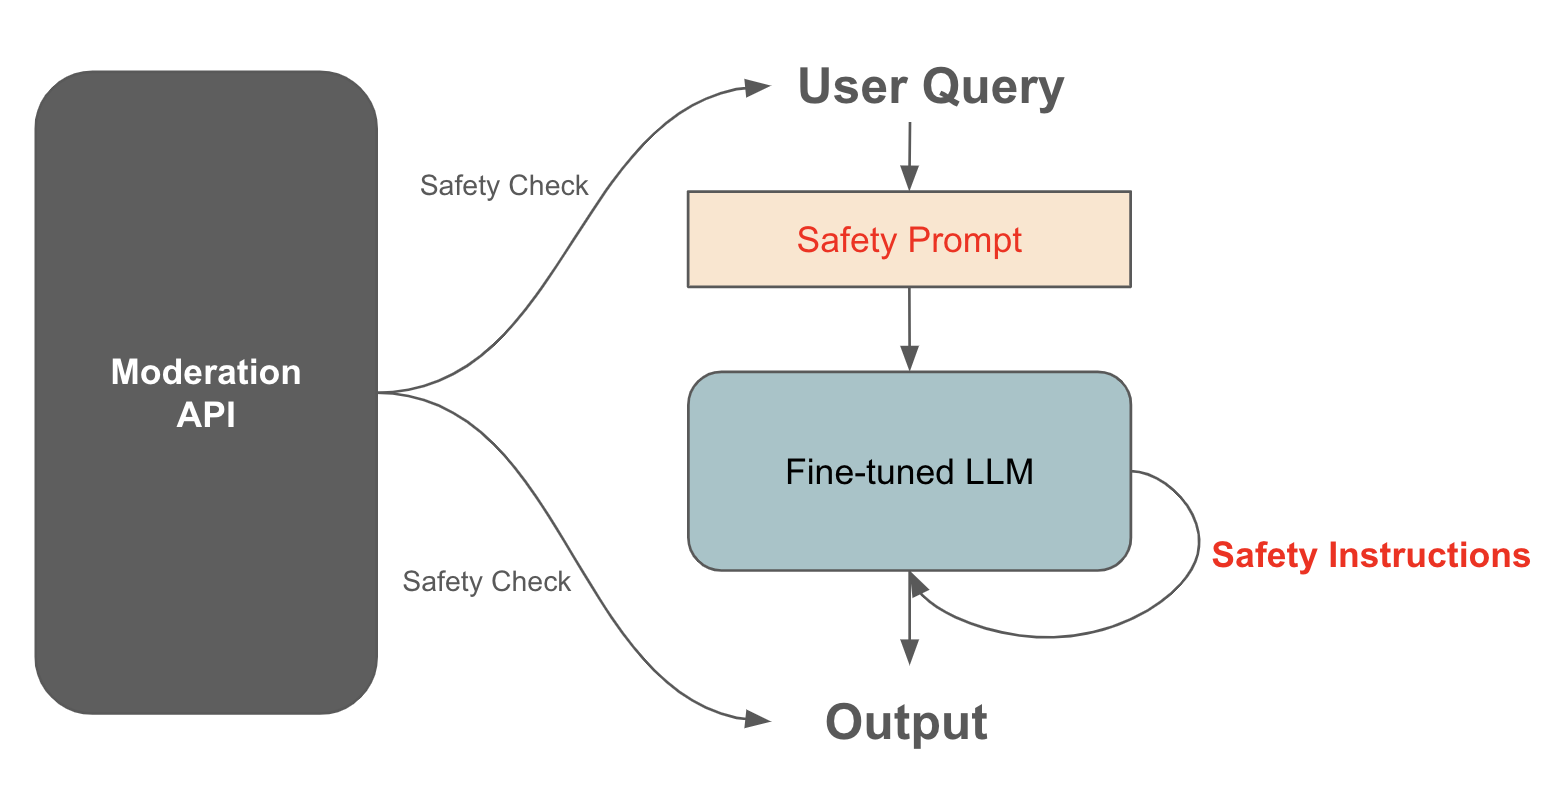 User Query
Safety Check
Safety Prompt
Moderation
API
Fine-tuned LLM
Safety Instructions
Safety Check
Output